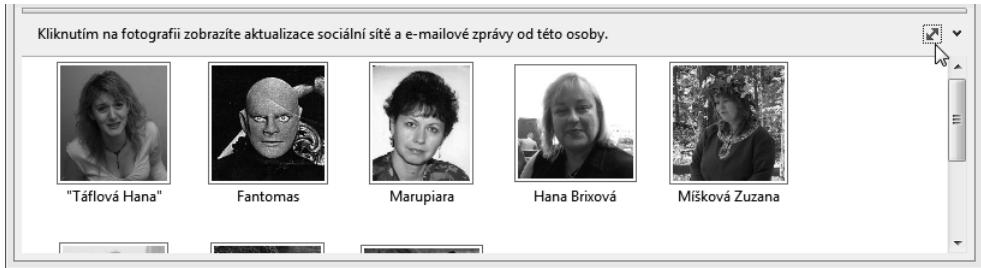 Kliknutím na fotografii zobrazíte aktualizace sociální sítě a e-mailové zprávy od této osoby.
"Táflová Hana"
Fantomas
Marupiara
Hana Brixová
Míšková Zuzana